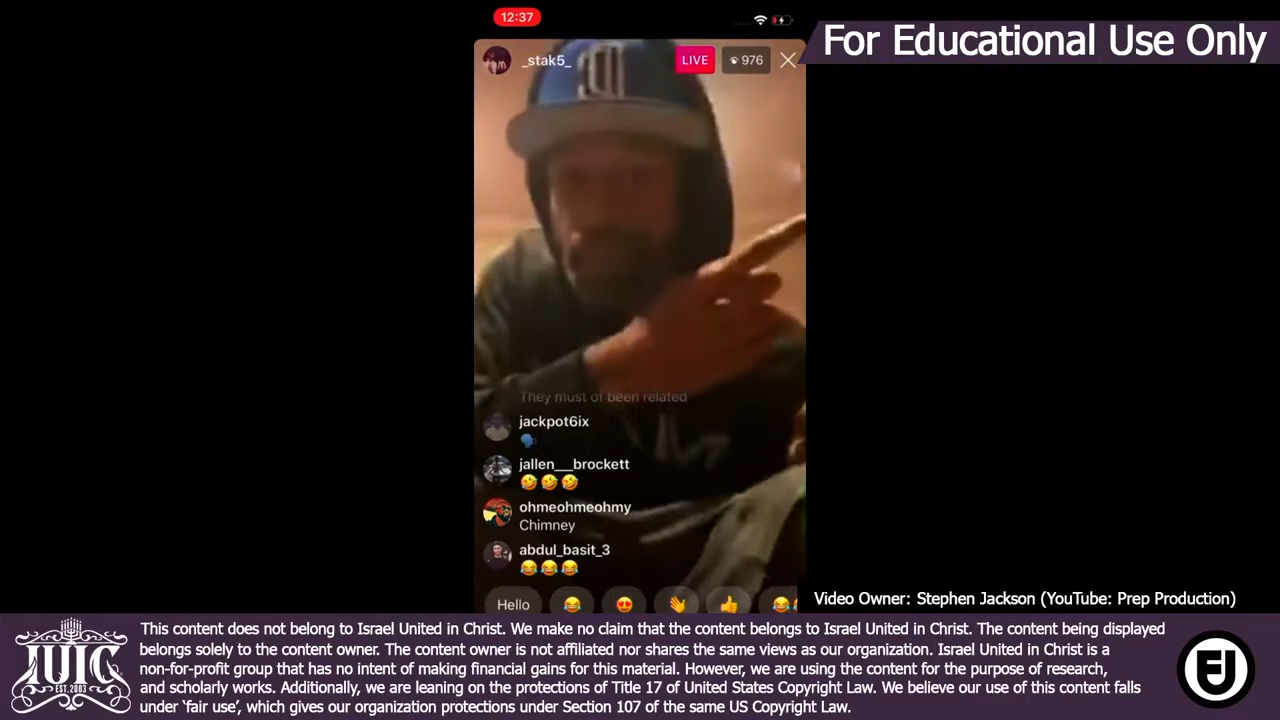 12:37
For Educational Use Only
_stak5_
LIVE
976
They must of been related
jackpot6ix
jallen___brockett
ohmeohmeohmy
Chimney
abdul_basit_3
Hello
Video Owner: Stephen Jackson (YouTube: Prep Production)
IUIC
EST. 2003
This content does not belong to Israel United in Christ. We make no claim that the content belongs to Israel United in Christ. The content being displayed
belongs solely to the content owner. The content owner is not affiliated nor shares the same views as our organization. Israel United in Christ is a
non-for-profit group that has no intent of making financial gains for this material. However, we are using the content for the purpose of research,
and scholarly works. Additionally, we are leaning on the protections of Title 17 of United States Copyright Law. We believe our use of this content falls
under ‘fair use’, which gives our organization protections under Section 107 of the same US Copyright Law.